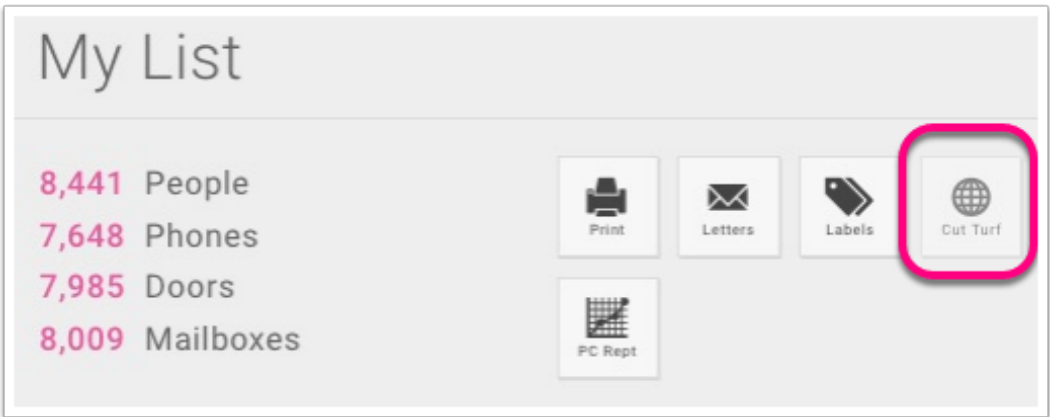 My List
8,441 People
7,648 Phones
7,985 Doors
8,009 Mailboxes
Print
Letters
Labels
Cut Turf
PC Rept